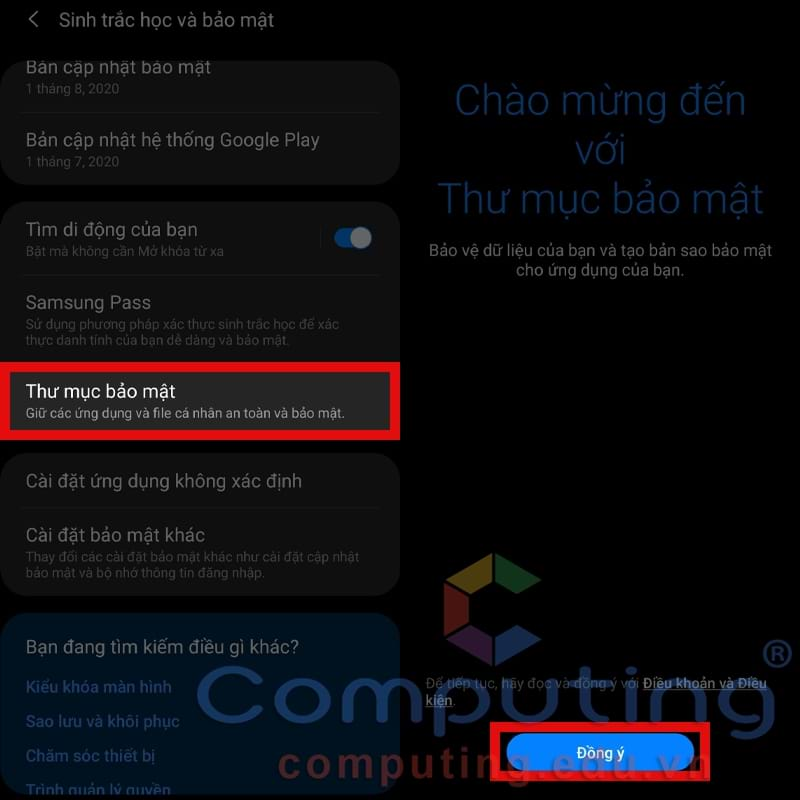 Sinh trắc học và bảo mật
Bản cập nhật bảo mật
1 tháng 8, 2020
Bản cập nhật hệ thống Google Play
1 tháng 7, 2020
Tìm di động của bạn
Bật mà không cần Mở khóa từ xa
Samsung Pass
Sử dụng phương pháp xác thực sinh trắc học để xác
thực danh tính của bạn dễ dàng và bảo mật.
Thư mục bảo mật
Giữ các ứng dụng và file cá nhân an toàn và bảo mật.
Cài đặt ứng dụng không xác định
Cài đặt bảo mật khác
Thay đổi các cài đặt bảo mật khác như cài đặt cập nhật
bảo mật và bộ nhớ thông tin đăng nhập.
Bạn đang tìm kiếm điều gì khác?
Kiểu khóa màn hình
Sao lưu và khôi phục
Chăm sóc thiết bị
Trình quản lý quyền
Chào mừng đến
với
Thư mục bảo mật
Bảo vệ dữ liệu của bạn và tạo bản sao bảo mật
cho ứng dụng của bạn.
Để tiếp tục, hãy đọc và đồng ý với Điều khoản và Điều
kiện.
Đồng ý
Computing®
computing.edu.vn